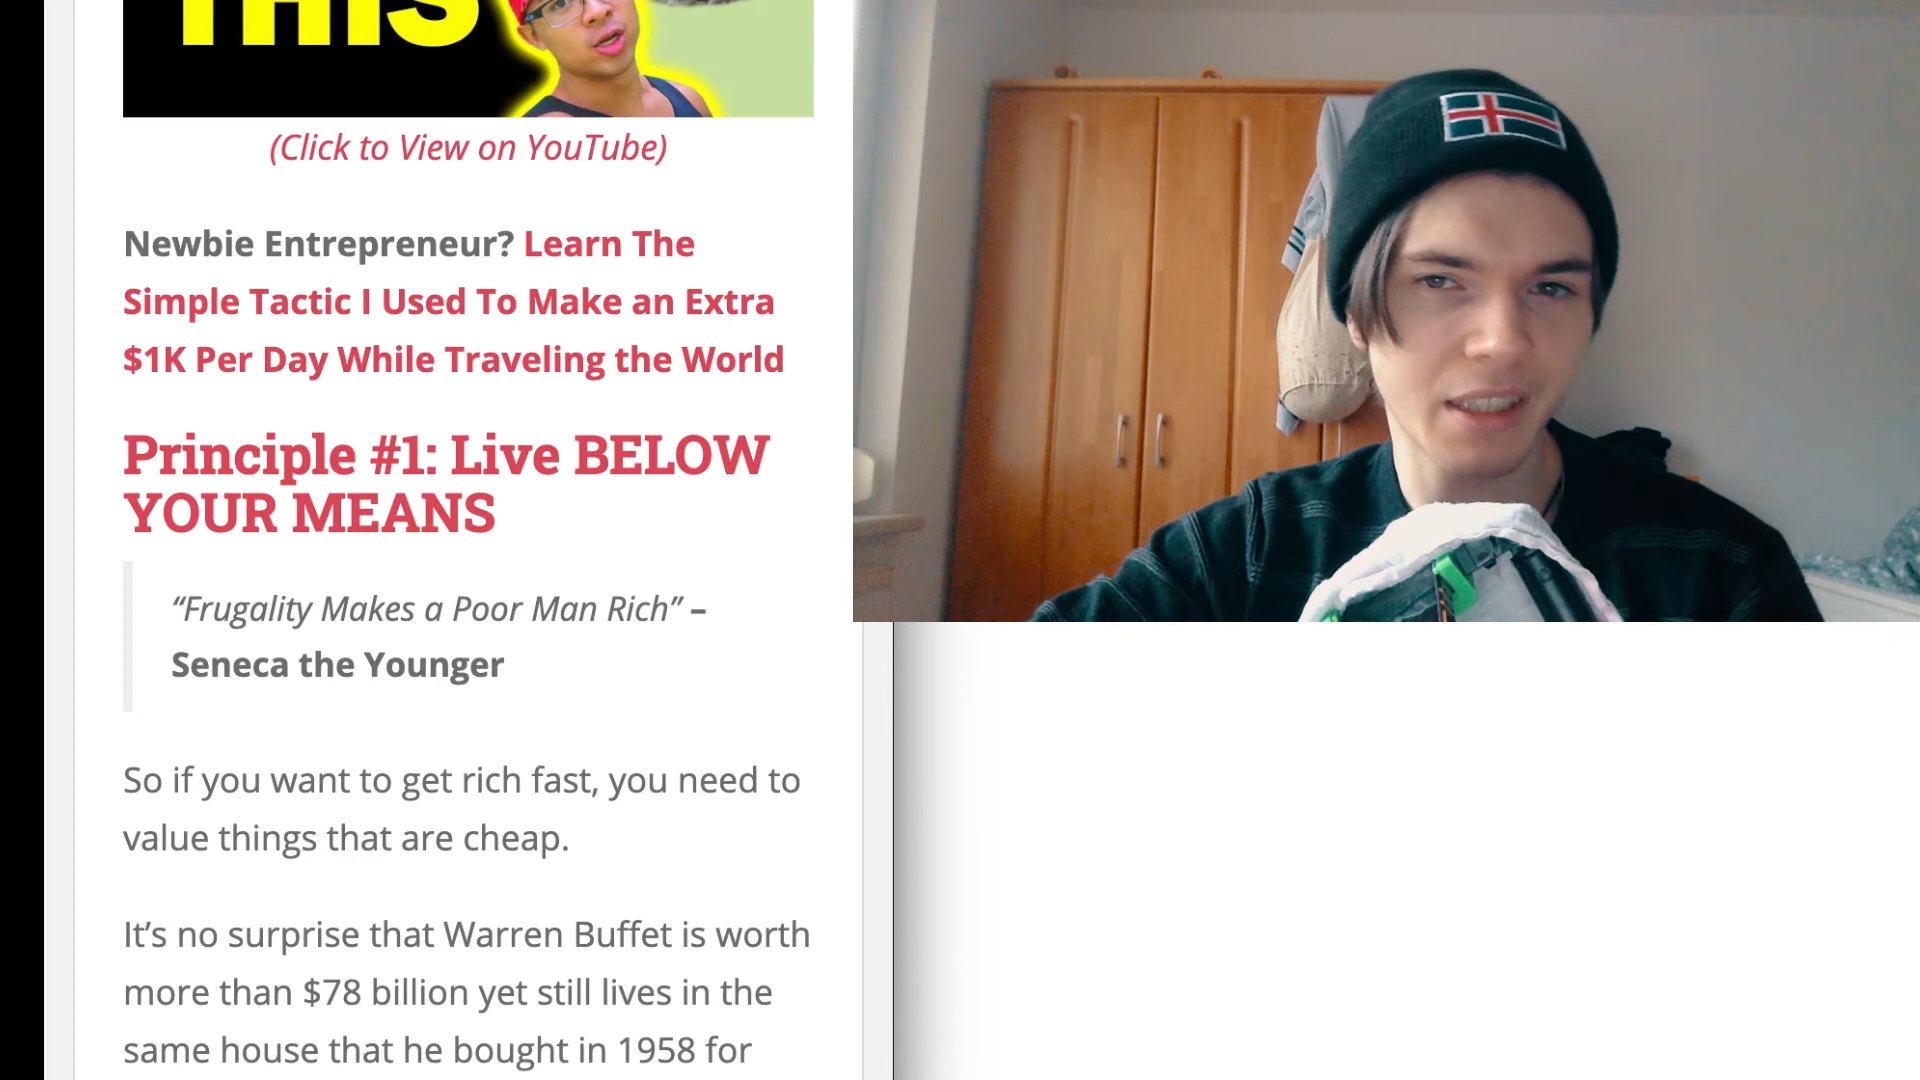 THIS
(Click to View on YouTube)
Newbie Entrepreneur? Learn The
Simple Tactic I Used To Make an Extra
$1K Per Day While Traveling the World
Principle #1: Live BELOW
YOUR MEANS
“Frugality Makes a Poor Man Rich” –
Seneca the Younger
So if you want to get rich fast, you need to
value things that are cheap.
It’s no surprise that Warren Buffet is worth
more than $78 billion yet still lives in the
same house that he bought in 1958 for